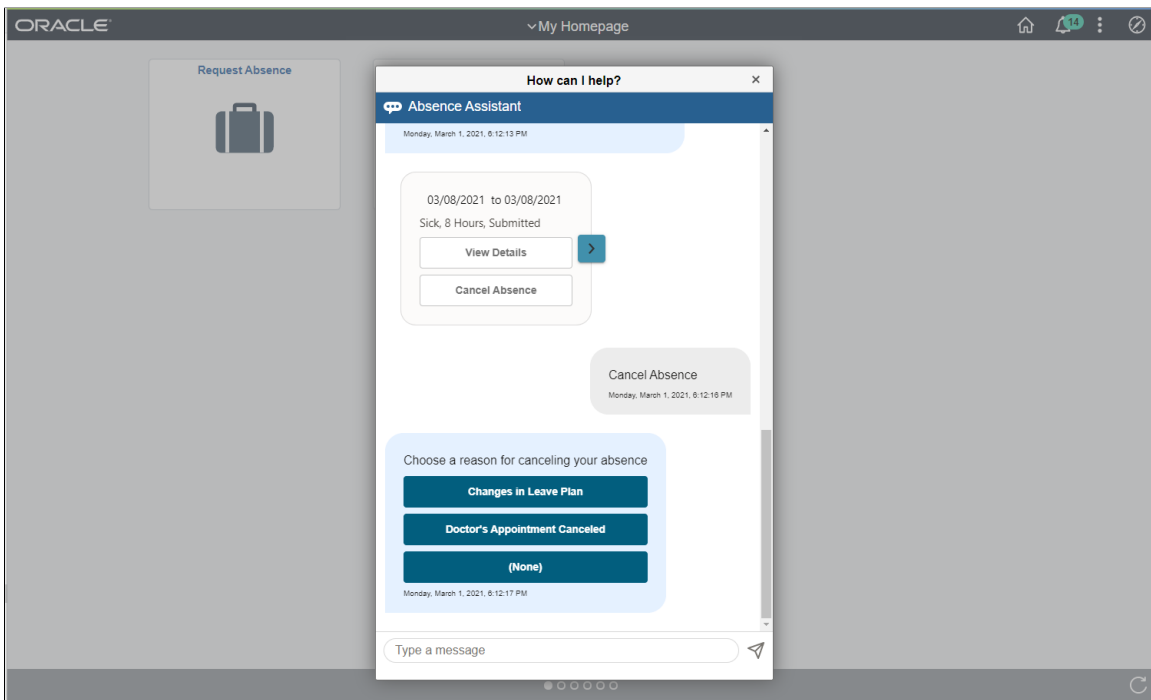 ORACLE
My Homepage
14
Request Absence
How can I help?
Absence Assistant
Monday, March 1, 2021, 6:12:13 PM
03/08/2021 to 03/08/2021
Sick, 8 Hours, Submitted
View Details
Cancel Absence
Cancel Absence
Monday, March 1, 2021, 6:12:16 PM
Choose a reason for canceling your absence
Changes in Leave Plan
Doctor's Appointment Canceled
(None)
Monday, March 1, 2021, 6:12:17 PM
Type a message